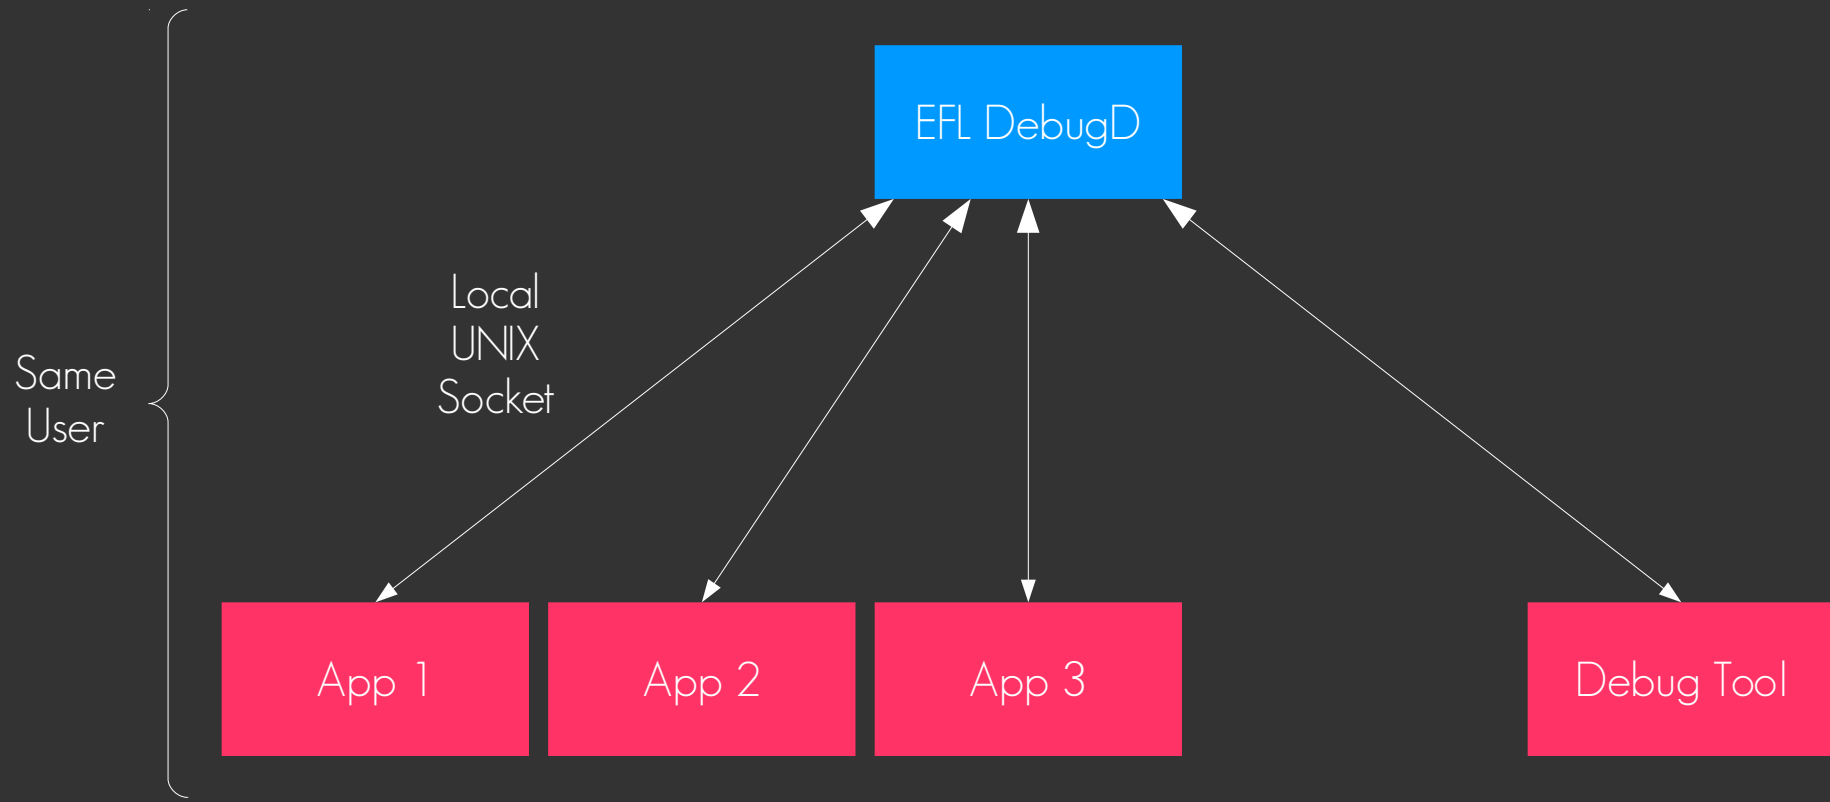 EFL DebugD
Local
UNIX
Socket
Same
User
App 1
App 2
App 3
Debug Tool